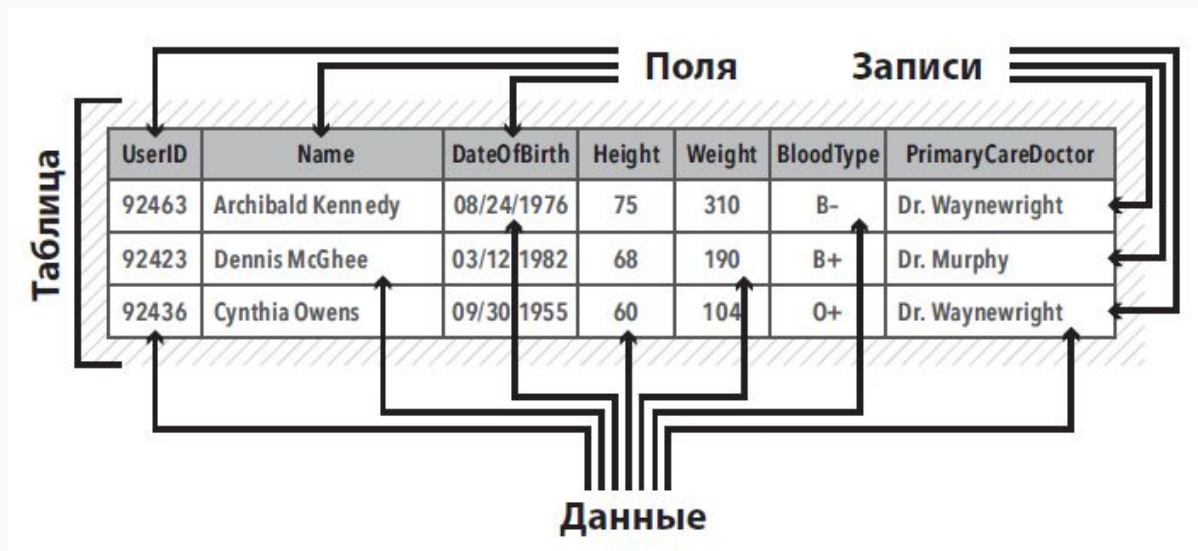 Поля Записи
Таблица
UserID Name DateOfBirth Height Weight BloodType PrimaryCareDoctor
92463 Archibald Kennedy 08/24/1976 75 310 B– Dr. Waynewright
92423 Dennis McGhee 03/12/1982 68 190 B+ Dr. Murphy
92436 Cynthia Owens 09/30/1955 60 104 O+ Dr. Waynewright
Данные